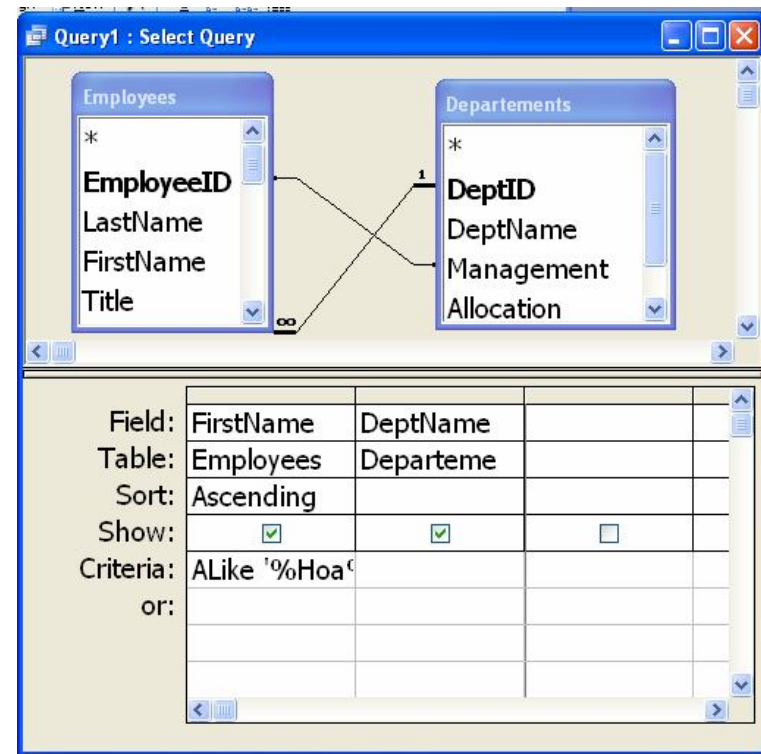 Query1 : Select Query
Employees
*
EmployeeID
LastName
FirstName
Title
∞
Departements
*
1
DeptID
DeptName
Management
Allocation
Field: FirstName DeptName
Table: Employees Departeme
Sort: Ascending
Show:
Criteria: ALike '%Hoa
or: